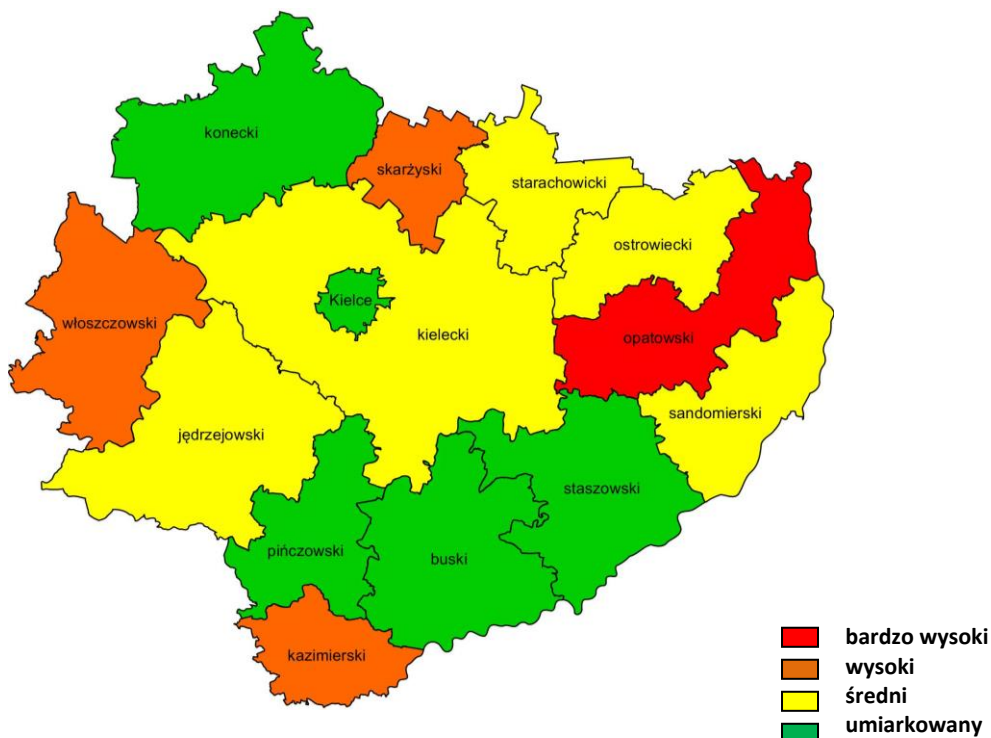 konecki
skarżyski
starachowicki
ostrowiecki
Kielce
włoszczowski
kielecki
opatowski
sandomierski
jędrzejowski
staszowski
pińczowski
buski
kazimierski
bardzo wysoki
wysoki
średni
umiarkowany